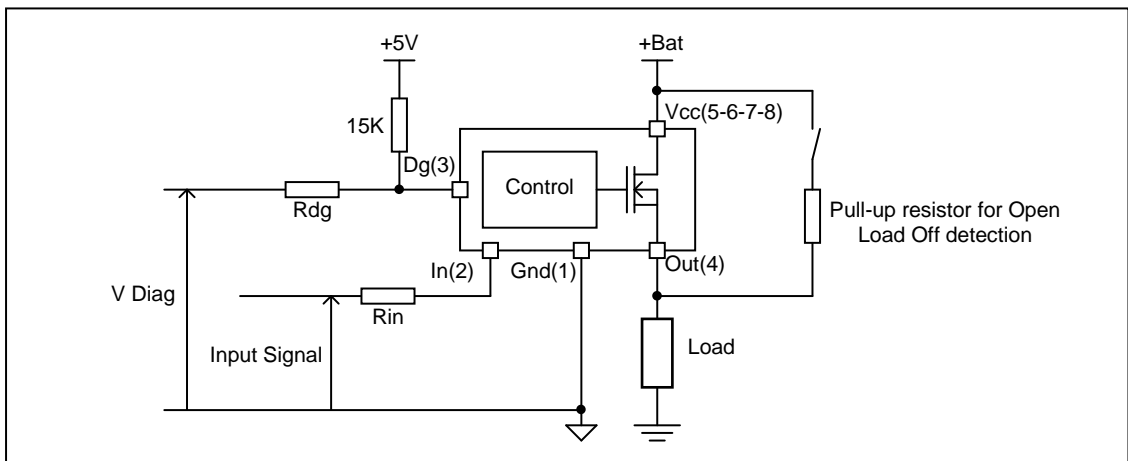 +5V
+Bat
Vcc(5-6-7-8)
15K
Dg(3)
Control
Rdg
Pull-up resistor for Open
Load Off detection
In(2)
Gnd(1)
Out(4)
V Diag
Rin
Input Signal
Load